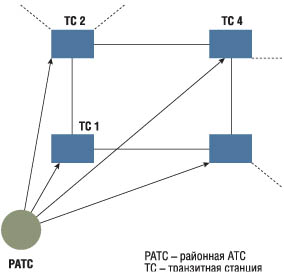 ТС 2
ТС 4
ТС 1
РАТС
РАТС – районная АТС
ТС – транзитная станция